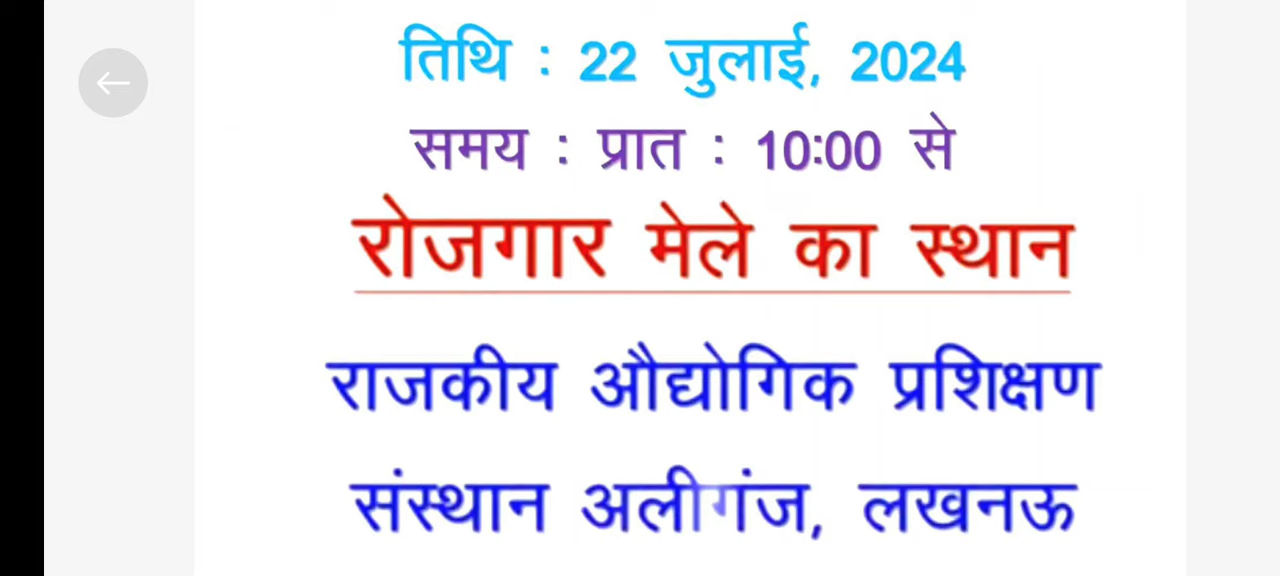 तिथि : 22 जुलाई, 2024
समय : प्रात : 10:00 से
रोजगार मेले का स्थान
राजकीय औद्योगिक प्रशिक्षण
संस्थान अलीगंज, लखनऊ